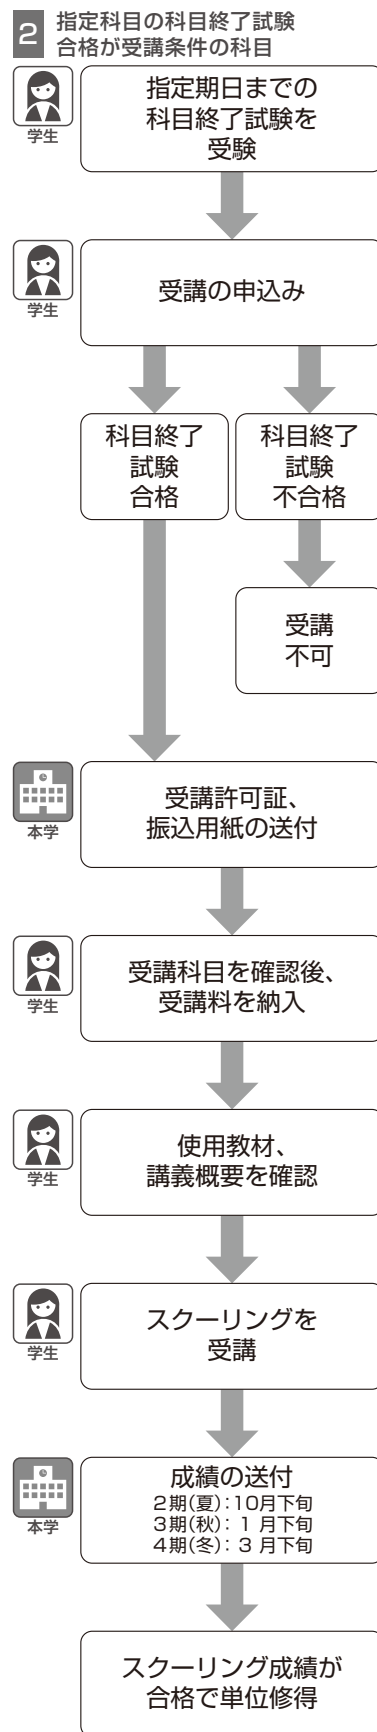 2 指定科目の科目終了試験
合格が受講条件の科目
学生
指定期日までの
科目終了試験を
受験
学生
受講の申込み
科目終了
試験
合格
科目終了
試験
不合格
受講
不可
本学
受講許可証、
振込用紙の送付
学生
受講科目を確認後、
受講料を納入
学生
使用教材、
講義概要を確認
学生
スクーリングを
受講
本学
成績の送付
2期(夏):10月下旬
3期(秋): 1 月下旬
4期(冬): 3 月下旬
スクーリング成績が
合格で単位修得